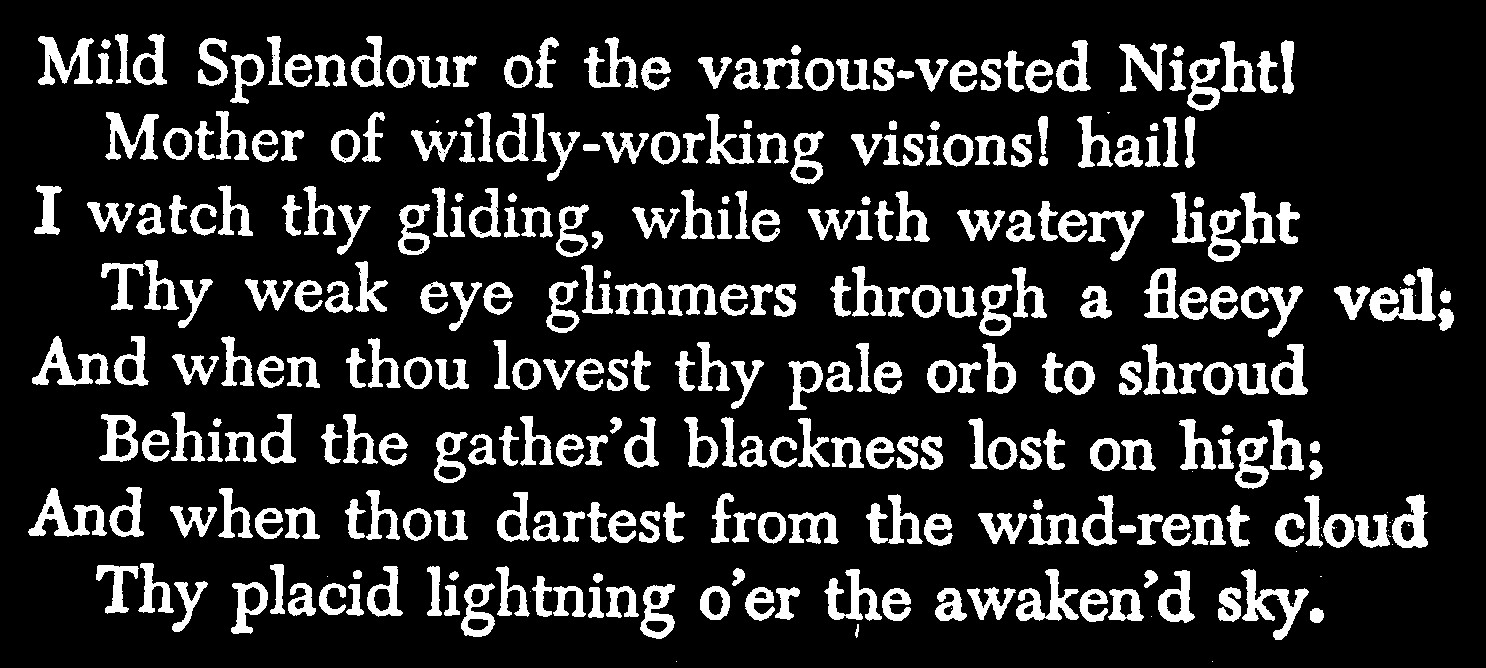 Mild Splendour of the various-vested Night!
Mother of wildly-working visions! hail!
I watch thy gliding, while with watery light
Thy weak eye glimmers through a fleecy veil;
And when thou lovest thy pale orb to shroud
Behind the gather'd blackness lost on high;
And when thou dartest from the wind-rent cloud
Thy placid lightning o'er the awaken'd sky.